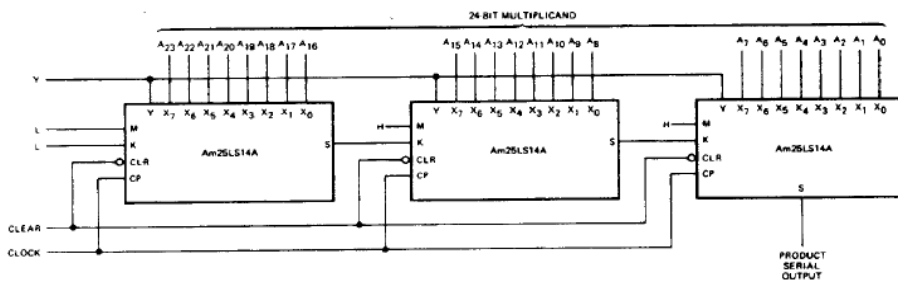 24-BIT MULTIPLICAND
A23 A22 A21 A20 A19 A18 A17 A16
A15 A14 A13 A12 A11 A10 A9 A8
A7 A6 A5 A4 A3 A2 A1 A0
Y
Y X7 X6 X5 X4 X3 X2 X1 X0
L M
L K
CLR
CP
Am25LS14A
S
Y X7 X6 X5 X4 X3 X2 X1 X0
H M
K
CLR
CP
Am25LS14A
S
Y X7 X6 X5 X4 X3 X2 X1 X0
H M
K
CLR
CP
Am25LS14A
S
CLEAR
CLOCK
PRODUCT
SERIAL
OUTPUT